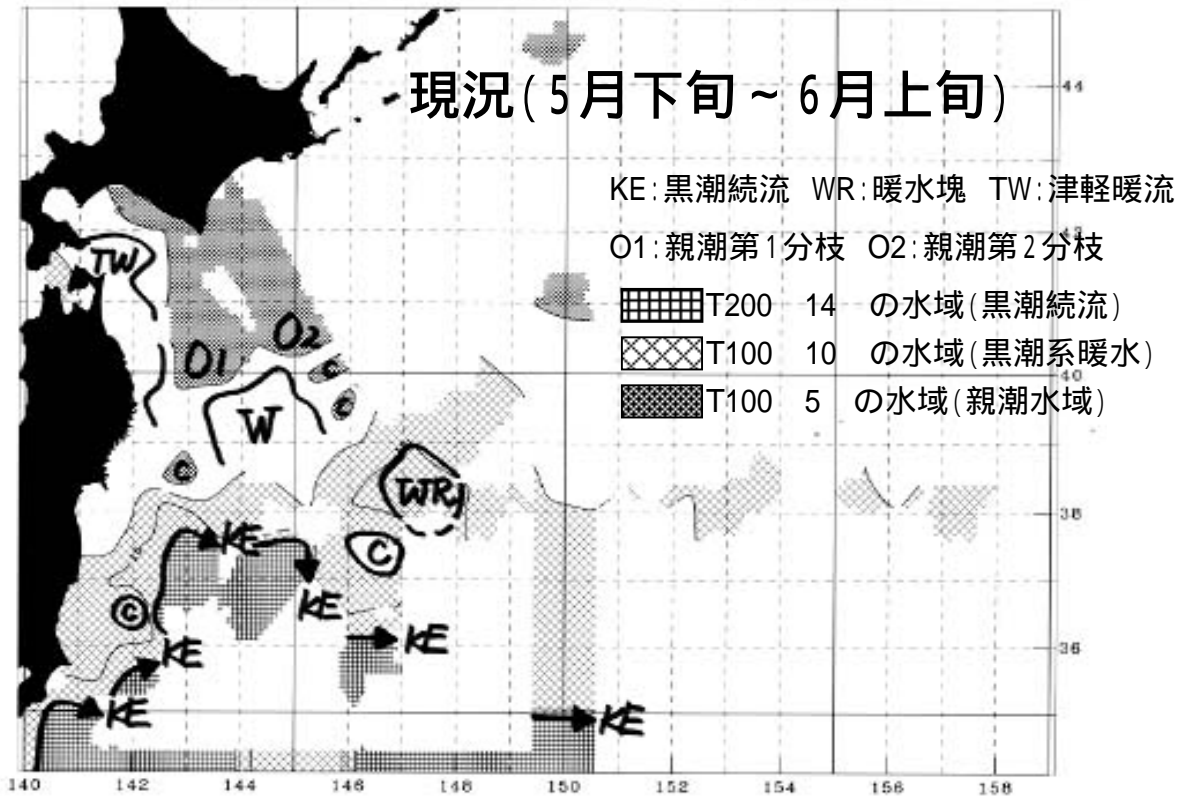 現況(5月下旬~6月上旬)
KE:黒潮続流 WR:暖水塊 TW:津軽暖流
O1:親潮第1分枝 O2:親潮第2分枝
T200 14 の水域(黒潮続流)
T100 10 の水域(黒潮系暖水)
T100 5 の水域(親潮水域)
44
42
TW
O1
O2
C
40
C
W
C
WR1
38
KE
C
KE
C
KE
KE
36
KE
KE
140 142 144 146 148 150 152 154 156 158